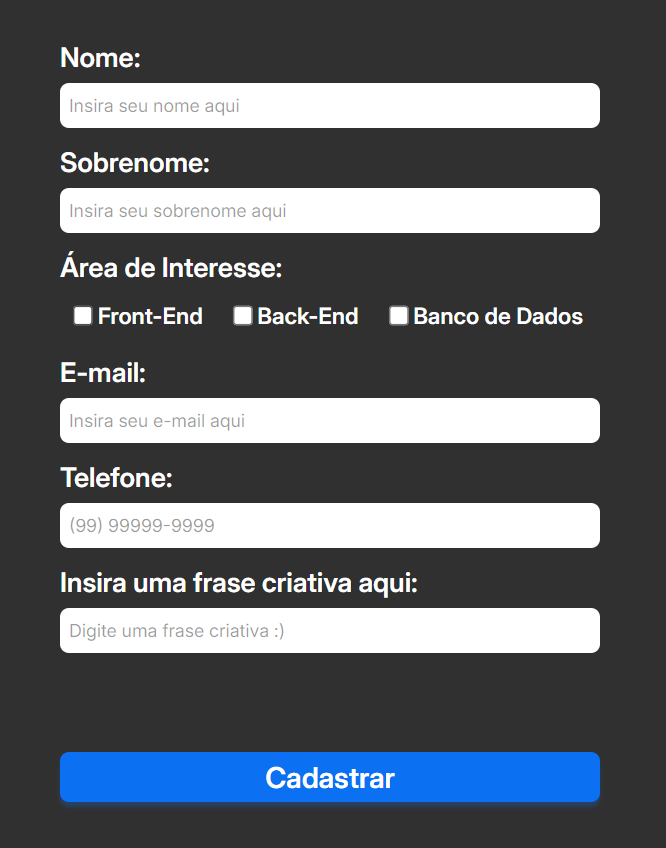 Nome:
Insira seu nome aqui
Sobrenome:
Insira seu sobrenome aqui
Área de Interesse:
Front-End Back-End Banco de Dados
E-mail:
Insira seu e-mail aqui
Telefone:
(99) 99999-9999
Insira uma frase criativa aqui:
Digite uma frase criativa :)
Cadastrar